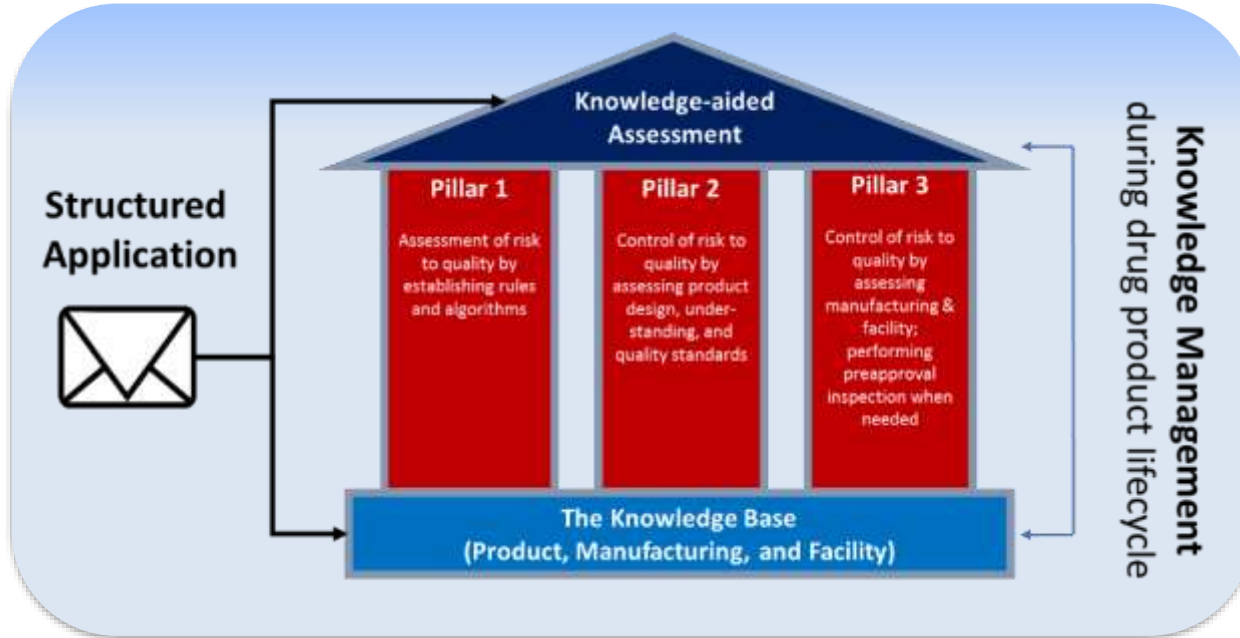 Knowledge-aided
Assessment
Structured
Application
Pillar 1
Assessment of risk
to quality by
establishing rules
and algorithms
Pillar 2
Control of risk to
quality by
assessing product
design, under-
standing, and
quality standards
Pillar 3
Control of risk to
quality by
assessing
manufacturing &
facility;
performing
preapproval
inspection when
needed
The Knowledge Base
(Product, Manufacturing, and Facility)
Knowledge Management
during drug product lifecycle